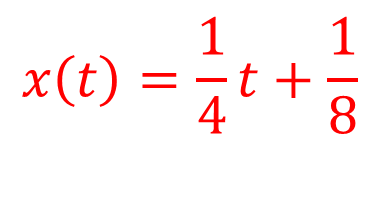 x(t) = 1/4 t + 1/8